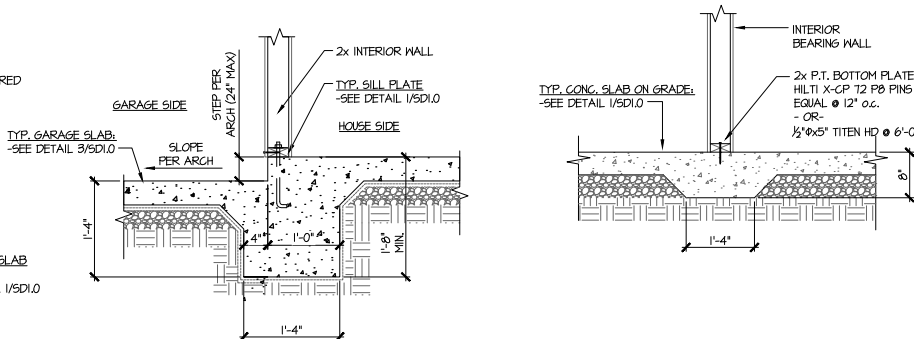 RED
GARAGE SIDE
TYP. GARAGE SLAB:
-SEE DETAIL 3/SD1.0
SLOPE
PER ARCH
STEP PER
ARCH (24" MAX)
2x INTERIOR WALL
TYP. SILL PLATE
-SEE DETAIL 1/SD1.0
HOUSE SIDE
1'-4"
4"
1'-0"
1'-8"
MIN.
1'-4"
SLAB
1/SD1.0
INTERIOR
BEARING WALL
TYP. CONC. SLAB ON GRADE:
-SEE DETAIL 1/SD1.0
2x P.T. BOTTOM PLATE
HILTI X-CP 72 P8 PINS
EQUAL @ 12" o.c.
- OR-
½"Φx5" TITEN HD @ 6'-0
8"
1'-4"